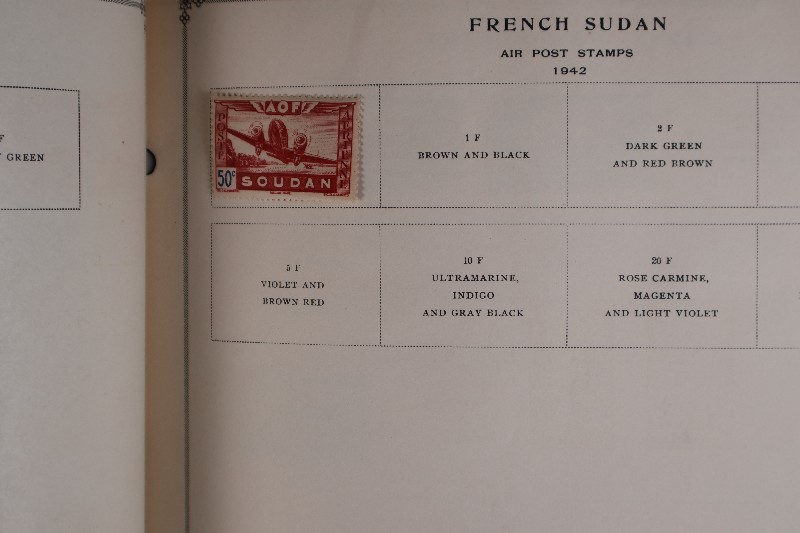 FRENCH SUDAN
AIR POST STAMPS
1942
F
GREEN
AOF
50c
SOUDAN
1 F
BROWN AND BLACK
2 F
DARK GREEN
AND RED BROWN
5 F
VIOLET AND
BROWN RED
10 F
ULTRAMARINE,
INDIGO
AND GRAY BLACK
20 F
ROSE CARMINE,
MAGENTA
AND LIGHT VIOLET